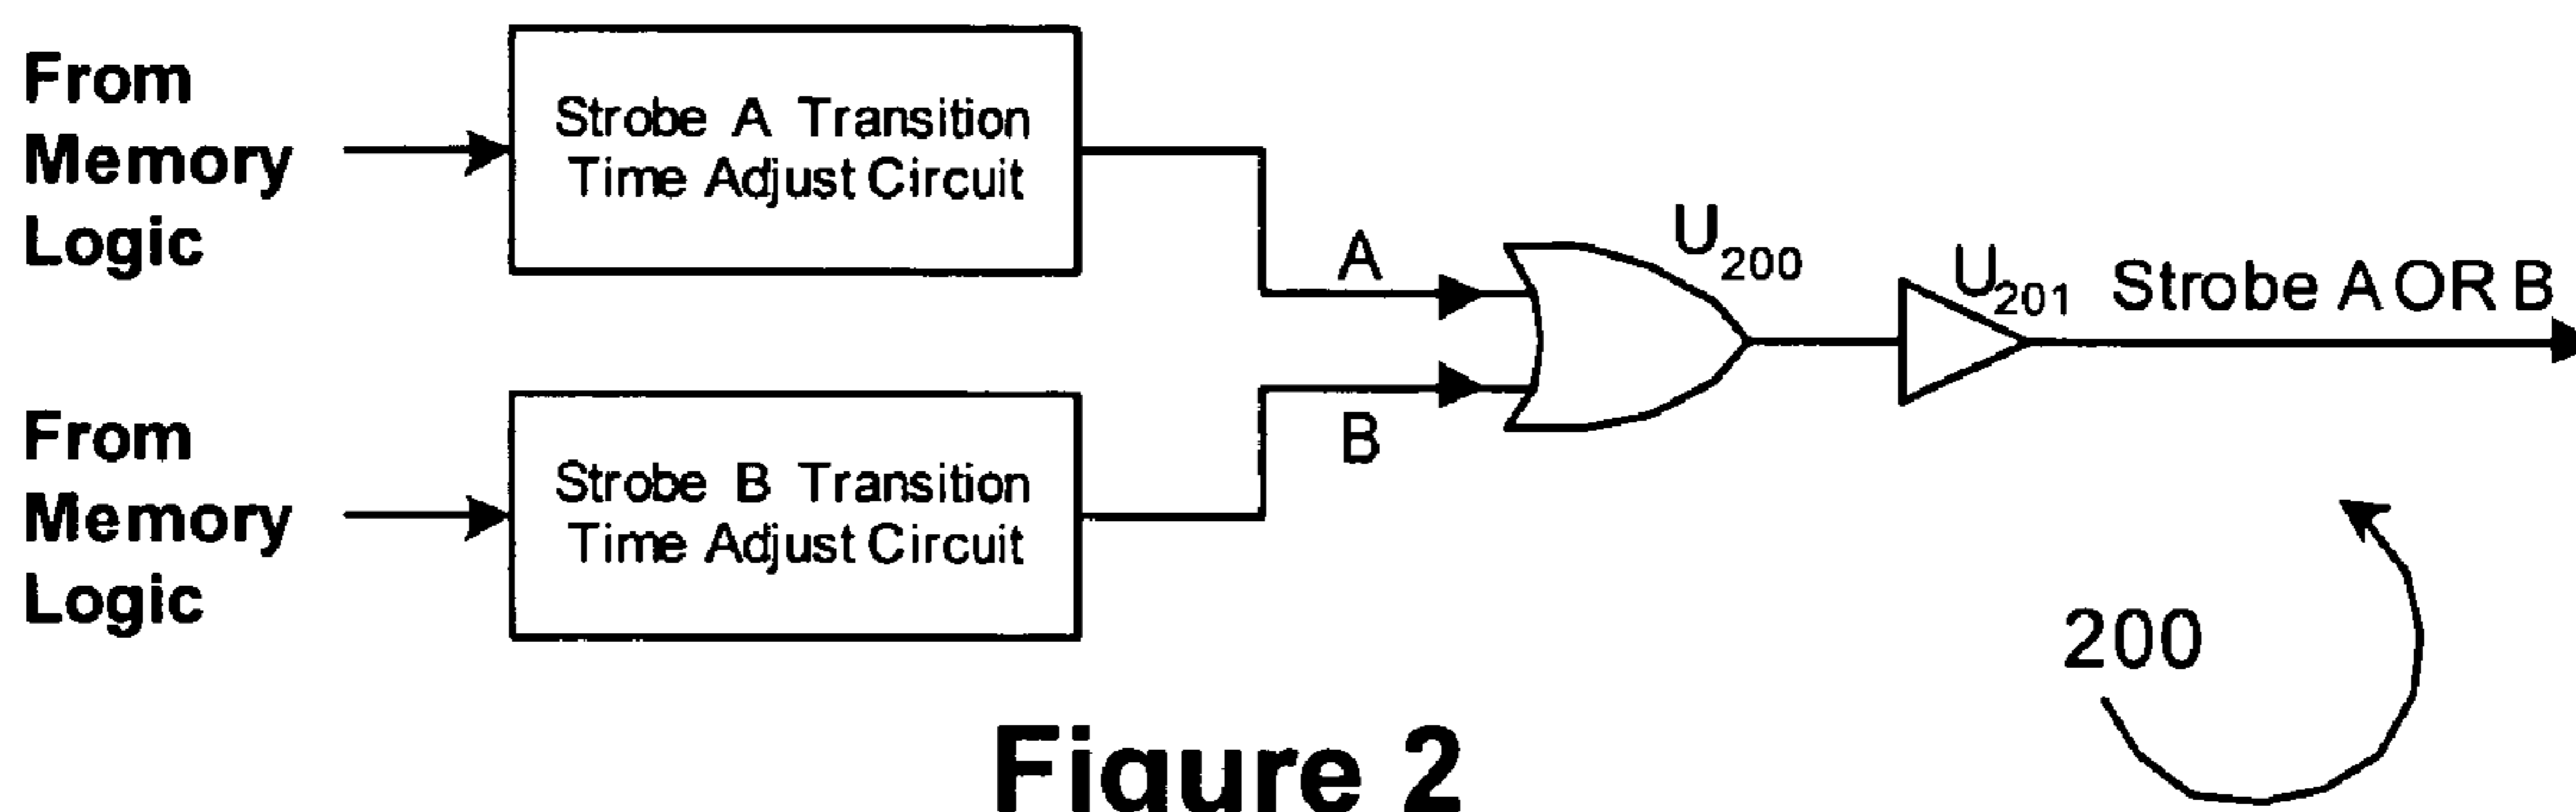 From
Memory
Logic
Strobe A Transition
Time Adjust Circuit
A
U200
U201
Strobe A OR B
B
From
Memory
Logic
Strobe B Transition
Time Adjust Circuit
200
Figure 2